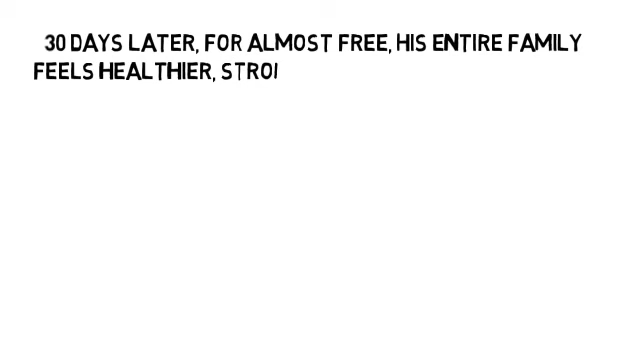 30 DAYS LATER, FOR ALMOST FREE, HIS ENTIRE FAMILY
FEELS HEALTHIER,